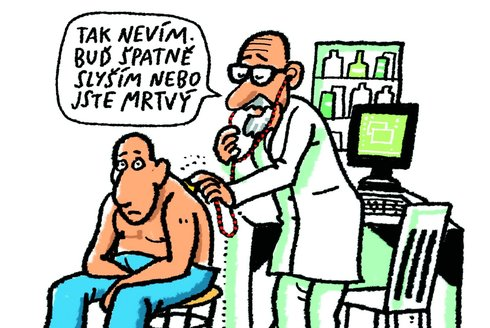 TAK NEVÍM.
BUĎ ŠPATNĚ
SLYŠÍM NEBO
JSTE MRTVÝ